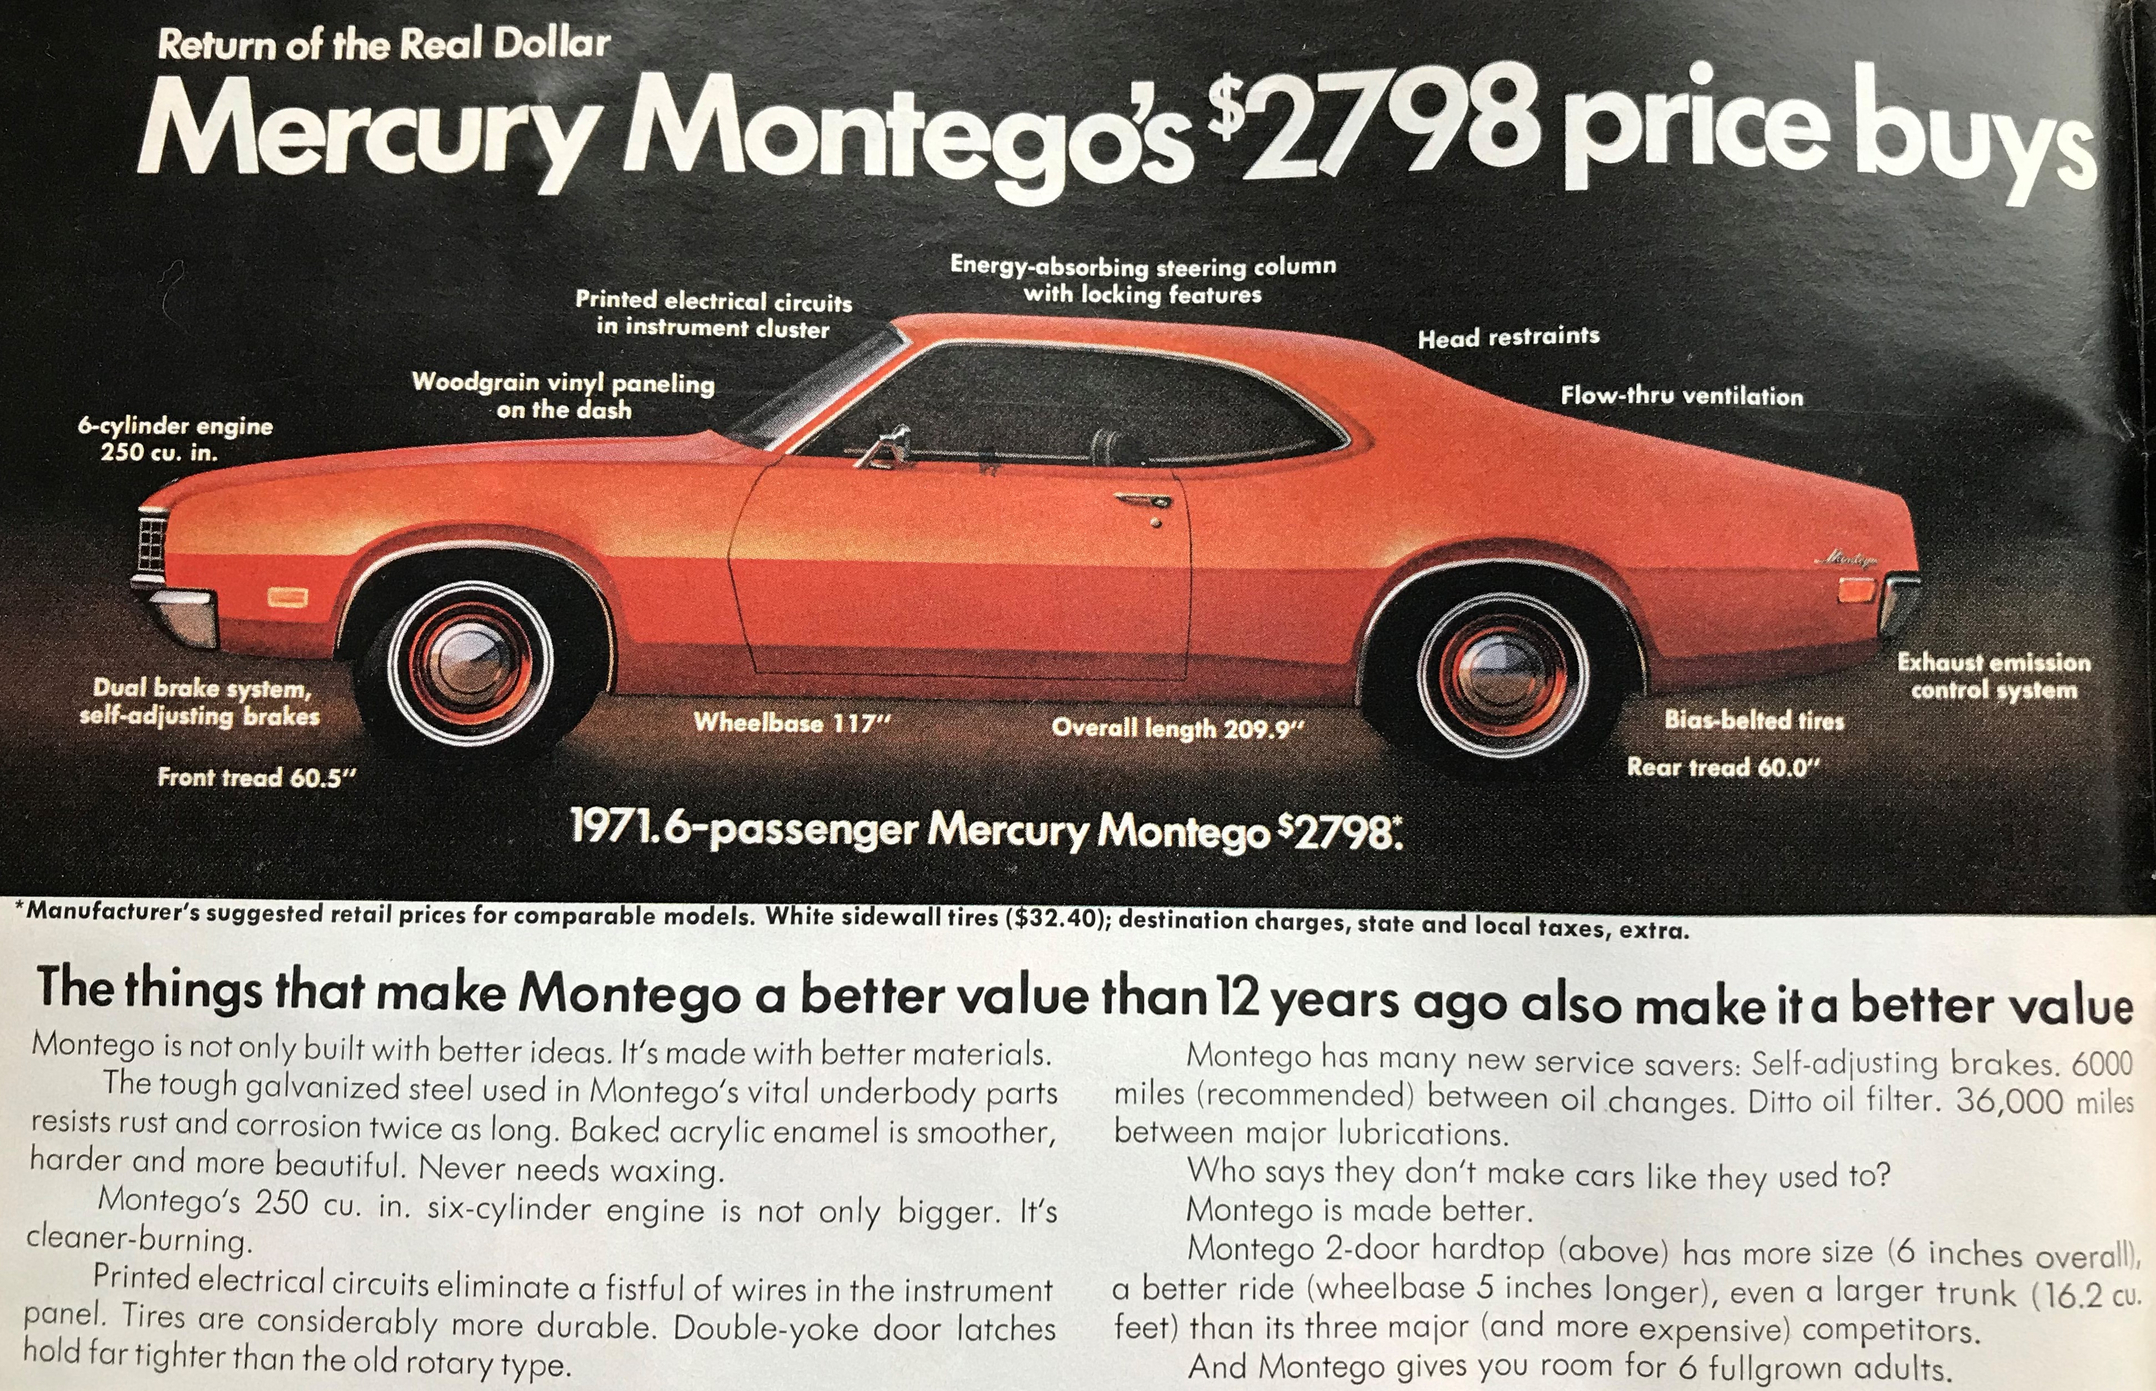 Return of the Real Dollar
Mercury Montego's $2798 price buys
Energy-absorbing steering column
with locking features
Printed electrical circuits
in instrument cluster
Head restraints
Woodgrain vinyl paneling
on the dash
Flow-thru ventilation
6-cylinder engine
250 cu. in.
Montego
Exhaust emission
control system
Dual brake system,
self-adjusting brakes
Wheelbase 117"
Overall length 209.9"
Bias-belted tires
Front tread 60.5"
Rear tread 60.0"
1971. 6-passenger Mercury Montego $2798*.
*Manufacturer's suggested retail prices for comparable models. White sidewall tires ($32.40); destination charges, state and local taxes, extra.
The things that make Montego a better value than 12 years ago also make it a better value
Montego is not only built with better ideas. It's made with better materials.
The tough galvanized steel used in Montego's vital underbody parts
resists rust and corrosion twice as long. Baked acrylic enamel is smoother,
harder and more beautiful. Never needs waxing.
Montego's 250 cu. in. six-cylinder engine is not only bigger. It's
cleaner-burning.
Printed electrical circuits eliminate a fistful of wires in the instrument
panel. Tires are considerably more durable. Double-yoke door latches
hold far tighter than the old rotary type.
Montego has many new service savers: Self-adjusting brakes. 6000
miles (recommended) between oil changes. Ditto oil filter. 36,000 miles
between major lubrications.
Who says they don't make cars like they used to?
Montego is made better.
Montego 2-door hardtop (above) has more size (6 inches overall),
a better ride (wheelbase 5 inches longer), even a larger trunk (16.2 cu.
feet) than its three major (and more expensive) competitors.
And Montego gives you room for 6 fullgrown adults.